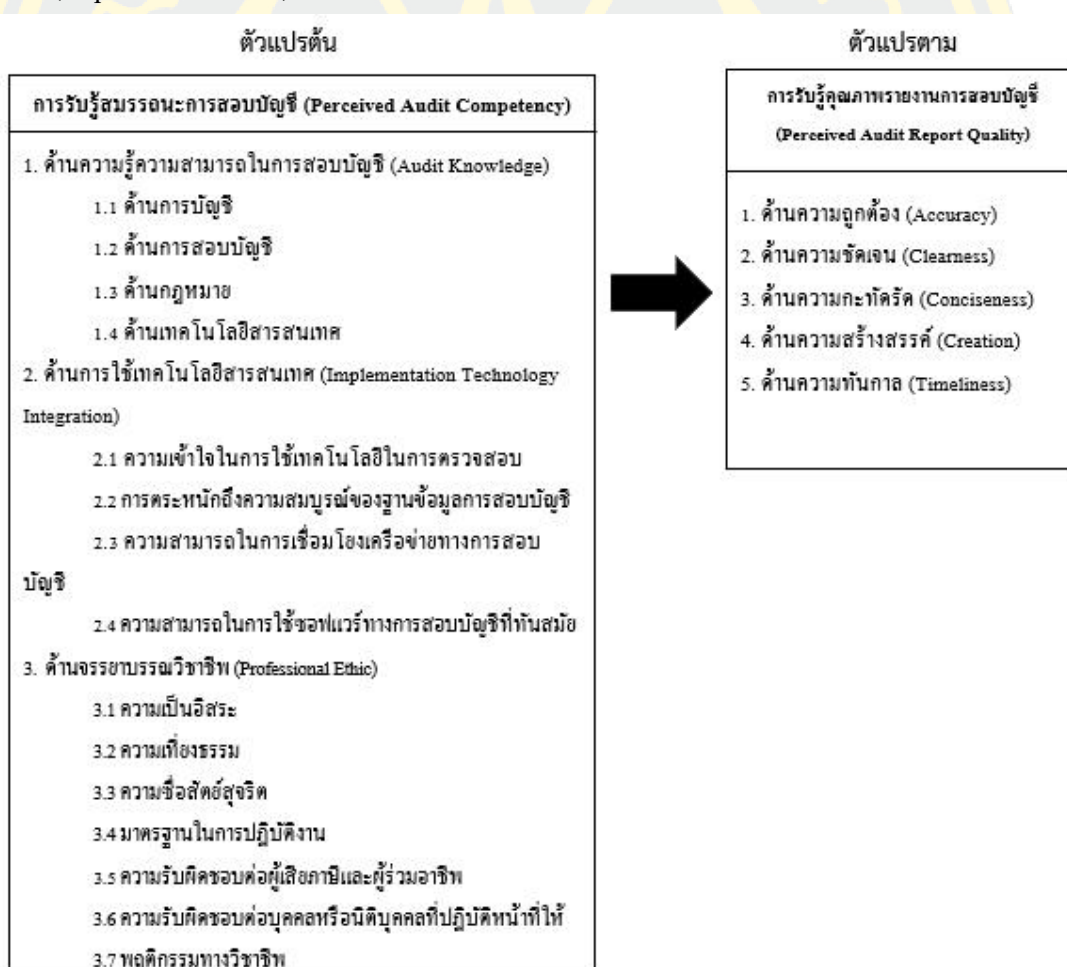 ตัวแปรต้น
การรับรู้สมรรถนะการสอบบัญชี (Perceived Audit Competency)
1. ด้านความรู้ความสามารถในการสอบบัญชี (Audit Knowledge)
1.1 ด้านการบัญชี
1.2 ด้านการสอบบัญชี
1.3 ด้านกฎหมาย
1.4 ด้านเทคโนโลยีสารสนเทศ
2. ด้านการใช้เทคโนโลยีสารสนเทศ (Implementation Technology
Integration)
2.1 ความเข้าใจในการใช้เทคโนโลยีในการตรวจสอบ
2.2 การตระหนักถึงความสมบูรณ์ของฐานข้อมูลการสอบบัญชี
2.3 ความสามารถในการเชื่อมโยงเครือข่ายทางการสอบ
บัญชี
2.4 ความสามารถในการใช้ซอฟแวร์ทางการสอบบัญชีที่ทันสมัย
3. ด้านจรรยาบรรณวิชาชีพ (Professional Ethic)
3.1 ความเป็นอิสระ
3.2 ความเที่ยงธรรม
3.3 ความซื่อสัตย์สุจริต
3.4 มาตรฐานในการปฏิบัติงาน
3.5 ความรับผิดชอบต่อผู้เสียภาษีและผู้ร่วมอาชีพ
3.6 ความรับผิดชอบต่อบุคคลหรือนิติบุคคลที่ปฏิบัติหน้าที่ให้
3.7 พฤติกรรมทางวิชาชีพ
ตัวแปรตาม
การรับรู้คุณภาพรายงานการสอบบัญชี
(Perceived Audit Report Quality)
1. ด้านความถูกต้อง (Accuracy)
2. ด้านความชัดเจน (Clearness)
3. ด้านความกะทัดรัด (Conciseness)
4. ด้านความสร้างสรรค์ (Creation)
5. ด้านความทันกาล (Timeliness)